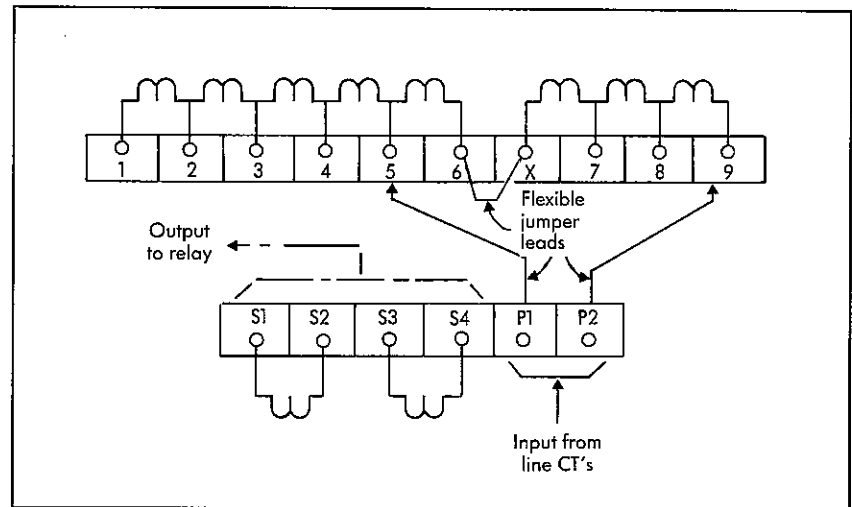 1 2 3 4 5 6 X 7 8 9
Flexible
jumper
leads
Output
to relay
S1 S2 S3 S4 P1 P2
Input from
line CT's